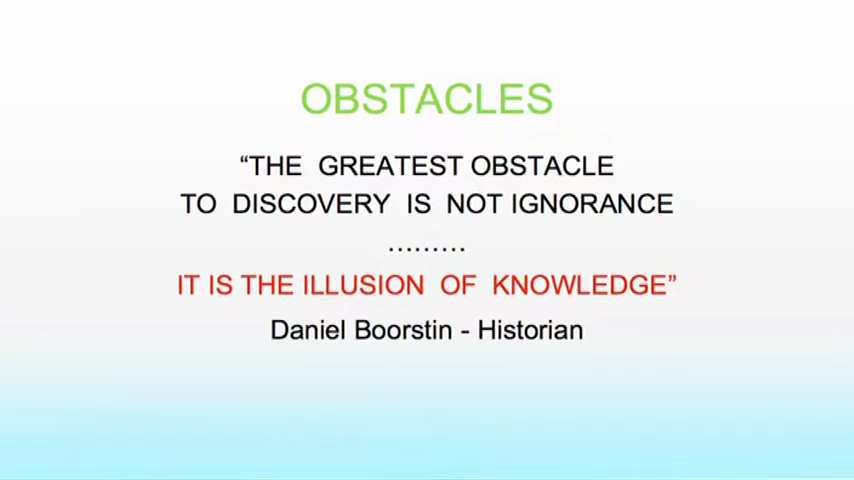 OBSTACLES
“THE GREATEST OBSTACLE
TO DISCOVERY IS NOT IGNORANCE
.........
IT IS THE ILLUSION OF KNOWLEDGE”
Daniel Boorstin - Historian